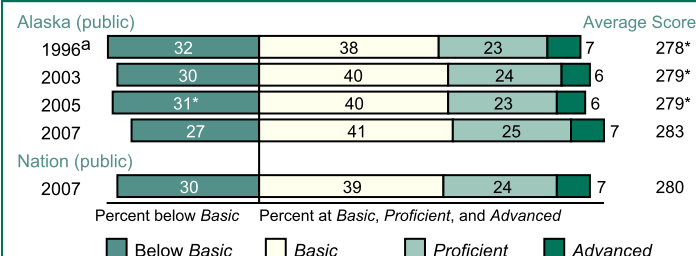 Alaska (public) Average Score
1996a 32 38 23 7 278*
2003 30 40 24 6 279*
2005 31* 40 23 6 279*
2007 27 41 25 7 283
Nation (public)
2007 30 39 24 7 280
Percent below Basic Percent at Basic, Proficient, and Advanced
Below Basic Basic Proficient Advanced